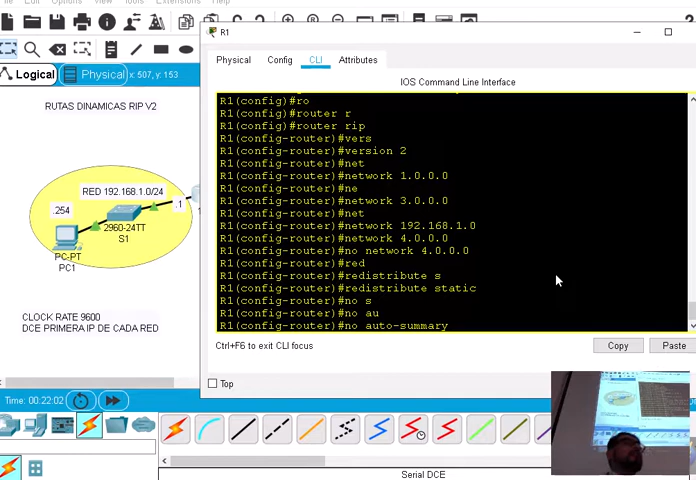 File Edit Options View Tools Extensions
Logical
Physical x: 507, y: 153
RUTAS DINAMICAS RIP V2
RED 192.168.1.0/24
.254
.1
2960-24TT
S1
PC-PT
PC1
CLOCK RATE 9600
DCE PRIMERA IP DE CADA RED
R1
Physical Config CLI Attributes
IOS Command Line Interface
R1(config)#ro
R1(config)#router r
R1(config)#router rip
R1(config-router)#vers
R1(config-router)#version 2
R1(config-router)#net
R1(config-router)#network 1.0.0.0
R1(config-router)#ne
R1(config-router)#network 3.0.0.0
R1(config-router)#net
R1(config-router)#network 192.168.1.0
R1(config-router)#network 4.0.0.0
R1(config-router)#no network 4.0.0.0
R1(config-router)#red
R1(config-router)#redistribute s
R1(config-router)#redistribute static
R1(config-router)#no s
R1(config-router)#no au
R1(config-router)#no auto-summary
Ctrl+F6 to exit CLI focus
Copy
Paste
Top
Time: 00:22:02
Serial DCE